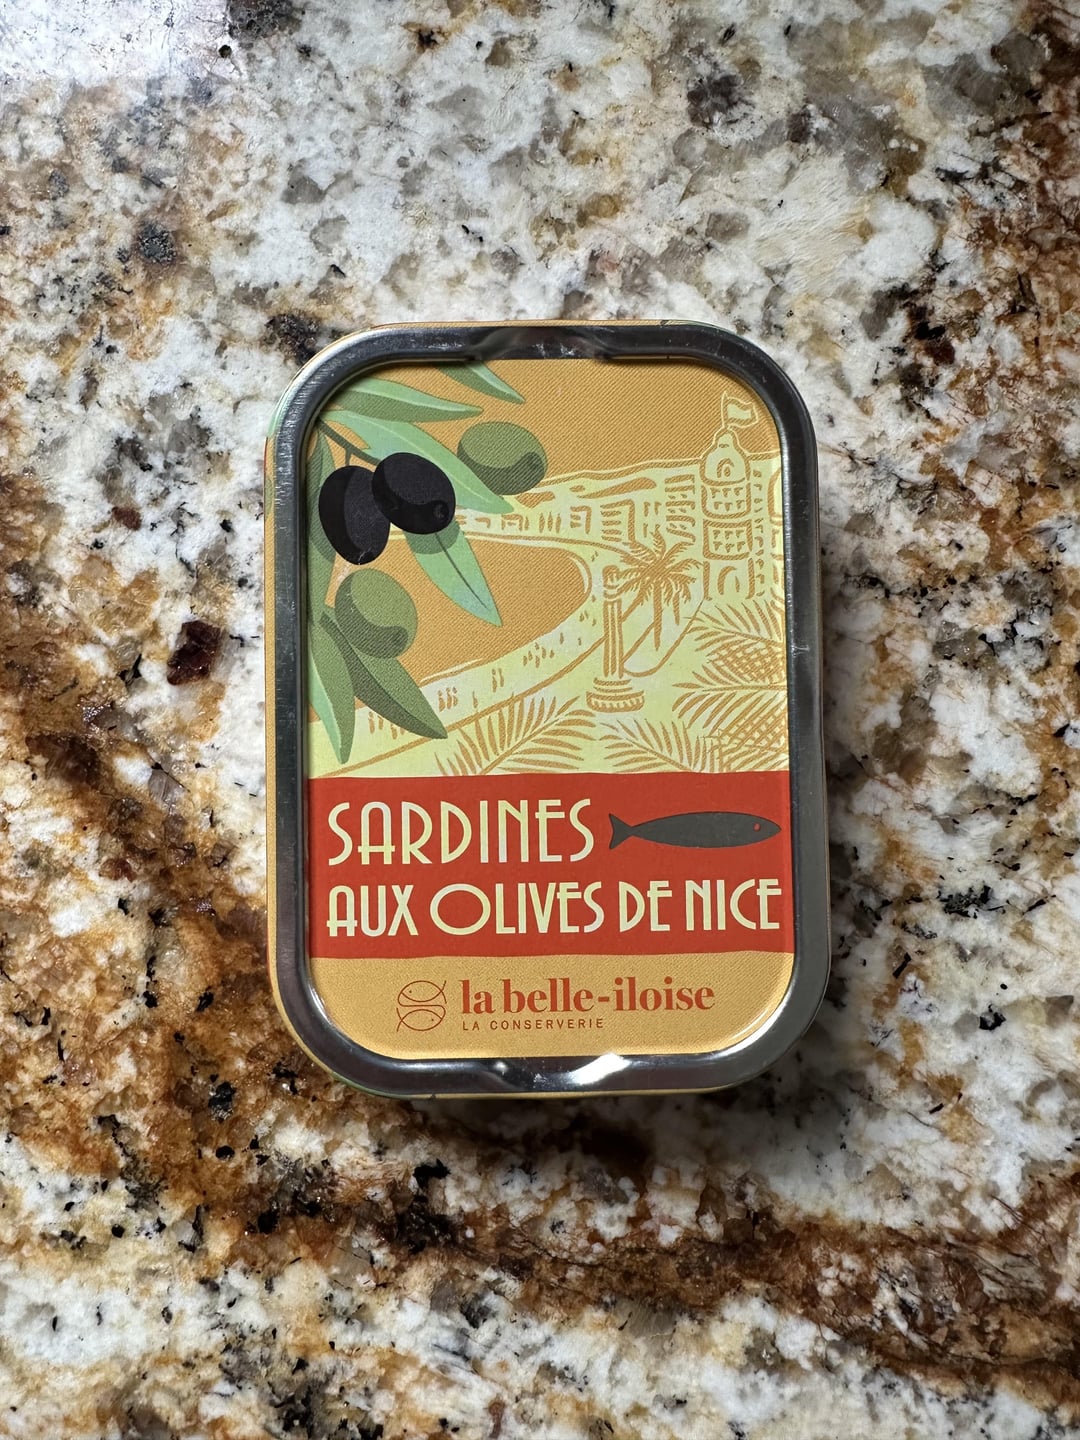 SARDINES
AUX OLIVES DE NICE
la belle-iloise
LA CONSERVERIE